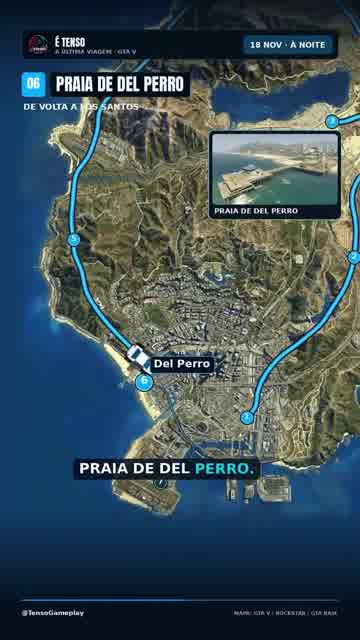 É TENSO
A ÚLTIMA VIAGEM · GTA V
18 NOV · À NOITE
06 PRAIA DE DEL PERRO
DE VOLTA A LOS SANTOS
3
PRAIA DE DEL PERRO
5
2
Del Perro
6
1
PRAIA DE DEL PERRO.
7
@TensoGameplay
MAPA: GTA V / ROCKSTAR / GTA BASE